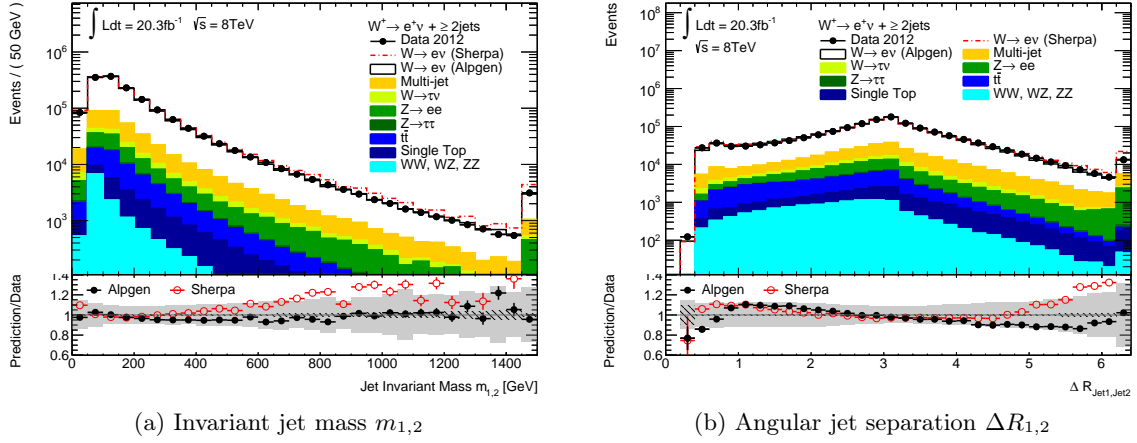 ∫ Ldt = 20.3fb⁻¹ √s = 8TeV
W⁺→ e⁺ν + ≥ 2jets
Data 2012
W→ eν (Sherpa)
W→ eν (Alpgen)
Multi-jet
W→τν
Z→ ee
Z→ττ
tt̄
Single Top
WW, WZ, ZZ
Events / ( 50 GeV )
10⁶
10⁵
10⁴
10³
Alpgen Sherpa
Prediction/Data
1.4
1.2
1.0
0.8
0.6
0 200 400 600 800 1000 1200 1400
Jet Invariant Mass m₁,₂ [GeV]
(a) Invariant jet mass m₁,₂
∫ Ldt = 20.3fb⁻¹
√s = 8TeV
W⁺→ e⁺ν + ≥ 2jets
Data 2012 W→ eν (Sherpa)
W→ eν (Alpgen) Multi-jet
W→τν Z→ ee
Z→ττ tt̄
Single Top WW, WZ, ZZ
Events
10⁸
10⁷
10⁶
10⁵
10⁴
10³
10²
Alpgen Sherpa
Prediction/Data
1.4
1.2
1.0
0.8
0.6
0 1 2 3 4 5 6
Δ R Jet1,Jet2
(b) Angular jet separation ΔR₁,₂